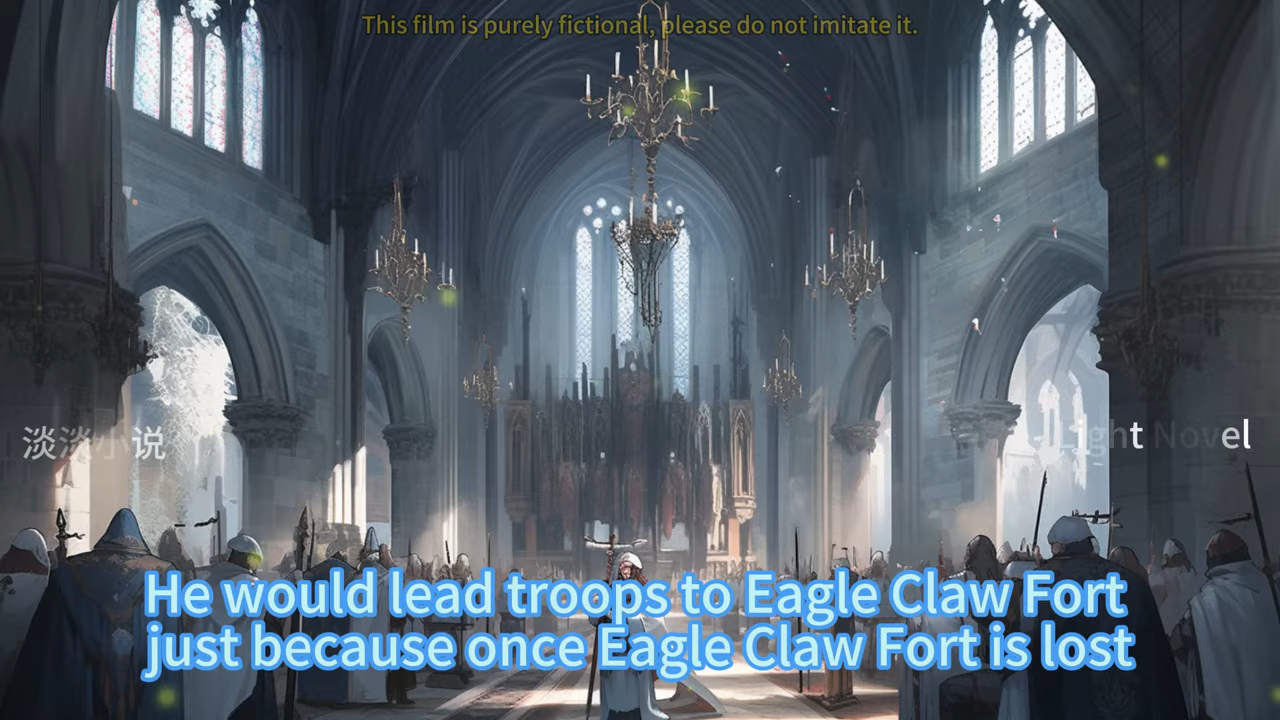 This film is purely fictional, please do not imitate it.
淡淡小说
Light Novel
He would lead troops to Eagle Claw Fort
just because once Eagle Claw Fort is lost